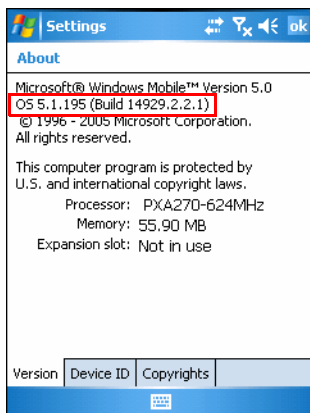 Settings
ok
About
Microsoft® Windows Mobile™ Version 5.0
OS 5.1.195 (Build 14929.2.2.1)
© 1996 - 2005 Microsoft Corporation.
All rights reserved.
This computer program is protected by
U.S. and international copyright laws.
Processor: PXA270-624MHz
Memory: 55.90 MB
Expansion slot: Not in use
Version Device ID Copyrights